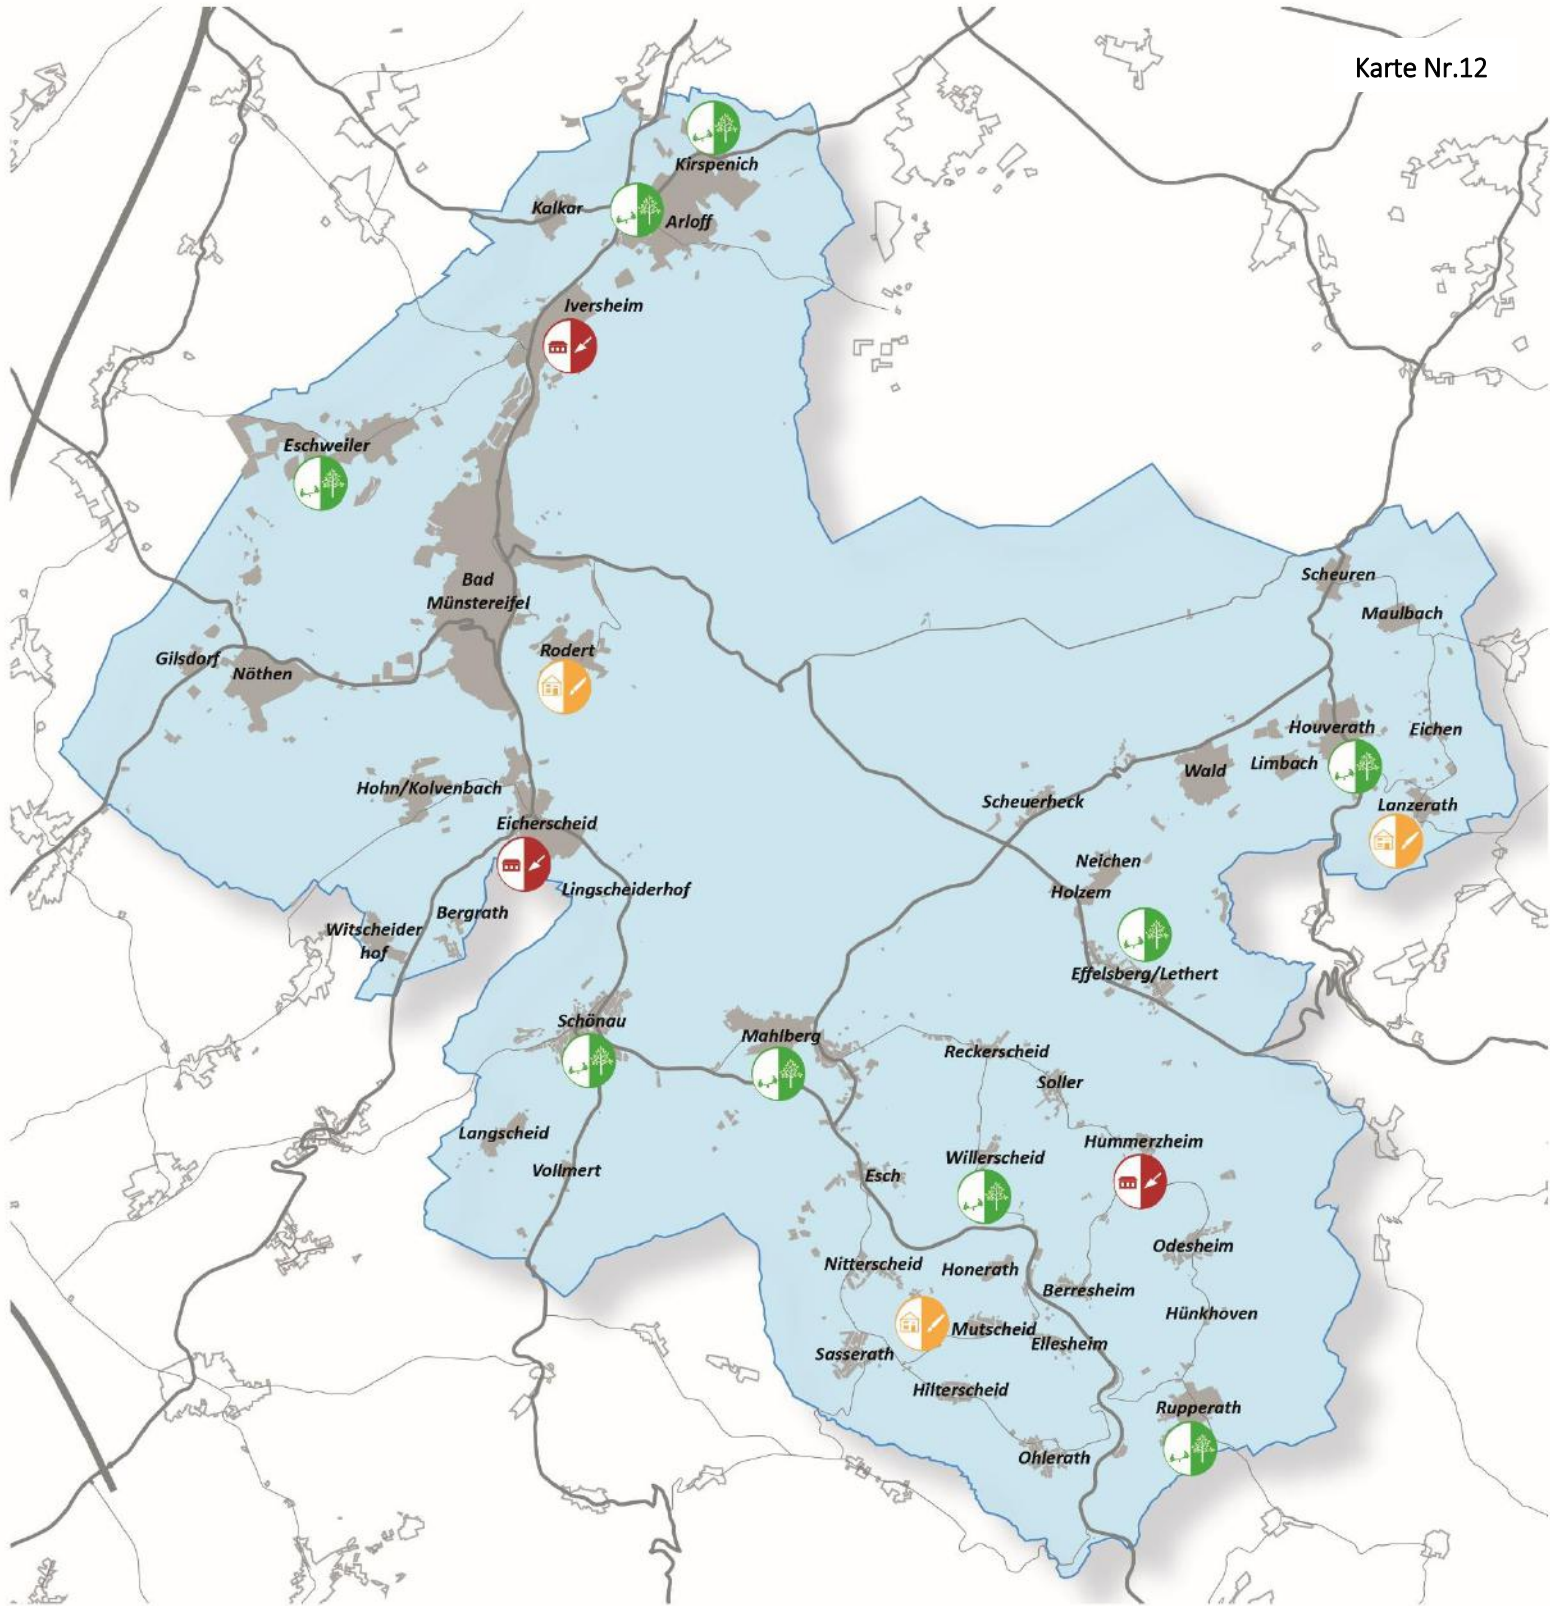 Karte Nr.12
Kirspenich
Kalkar
Arloff
Iversheim
Eschweiler
Bad
Münstereifel
Scheuren
Maulbach
Rodert
Gilsdorf
Nöthen
Houverath
Eichen
Limbach
Wald
Hohn/Kolvenbach
Scheuerheck
Lanzerath
Eicherscheid
Neichen
Lingscheiderhof
Holzem
Bergrath
Witscheider
hof
Effelsberg/Lethert
Schönau
Mahlberg
Reckerscheid
Soller
Langscheid
Hummerzheim
Willerscheid
Vollmert
Esch
Odesheim
Nitterscheid
Honerath
Berresheim
Hünkhoven
Mutscheid
Ellesheim
Sasserath
Hilterscheid
Rupperath
Ohlerath